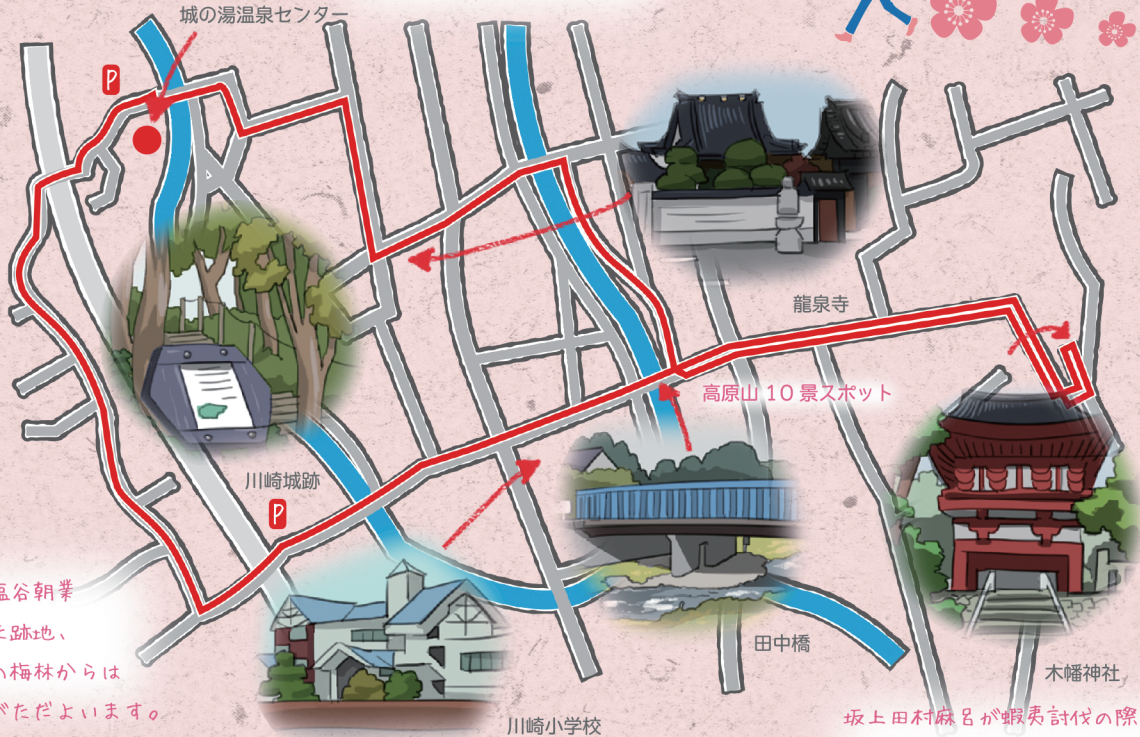 城の湯温泉センター
P
龍泉寺
高原山 10 景スポット
川崎城跡
P
塩谷朝業
跡地、
梅林からは
ただよいます。
田中橋
木幡神社
川崎小学校
坂上田村麻呂が蝦夷討伐の際